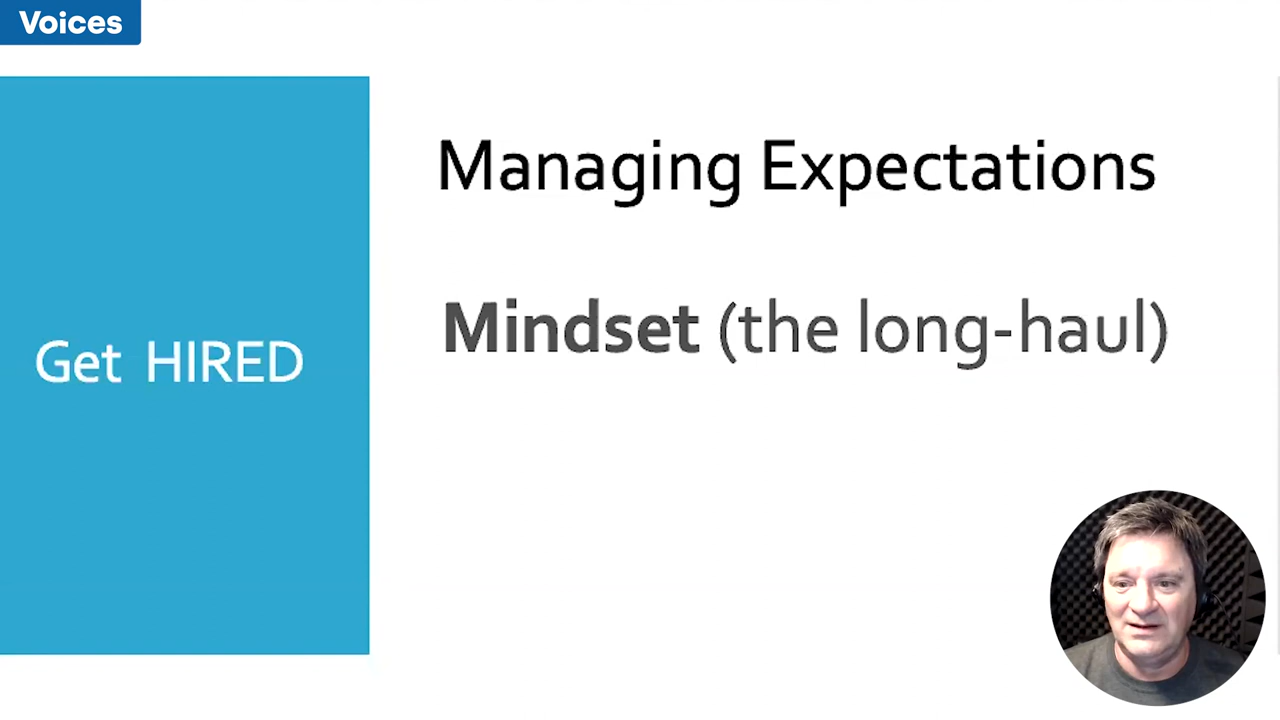 Voices
Managing Expectations
Mindset (the long-haul)
Get HIRED